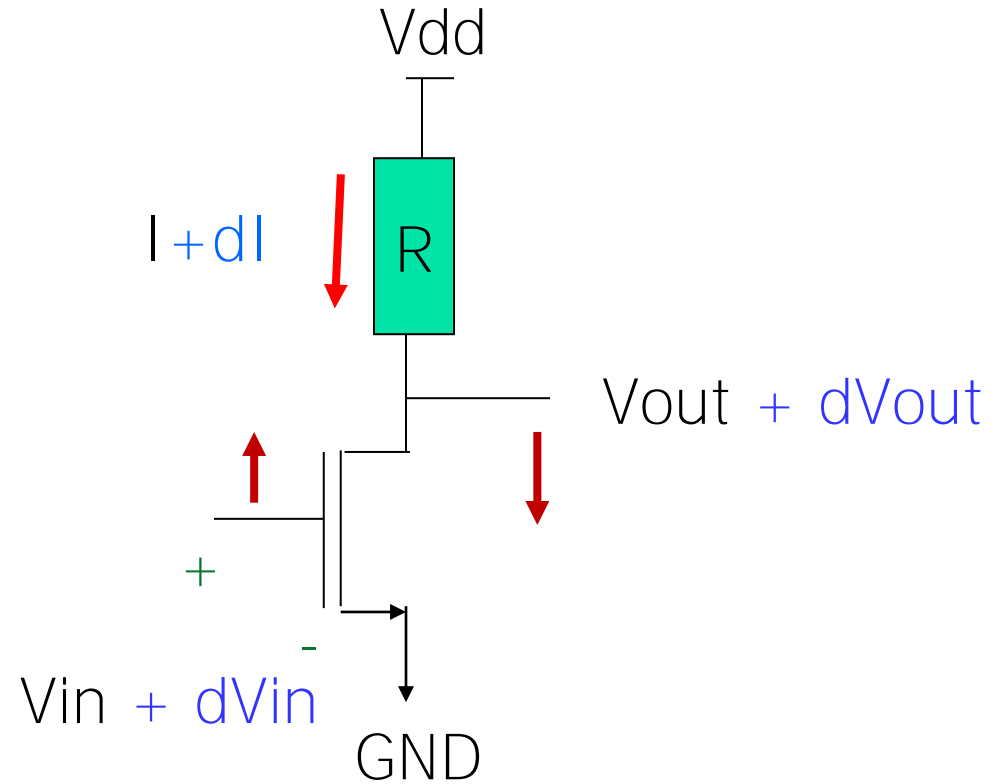 Vdd
I + dI
R
Vout + dVout
+
-
Vin + dVin
GND